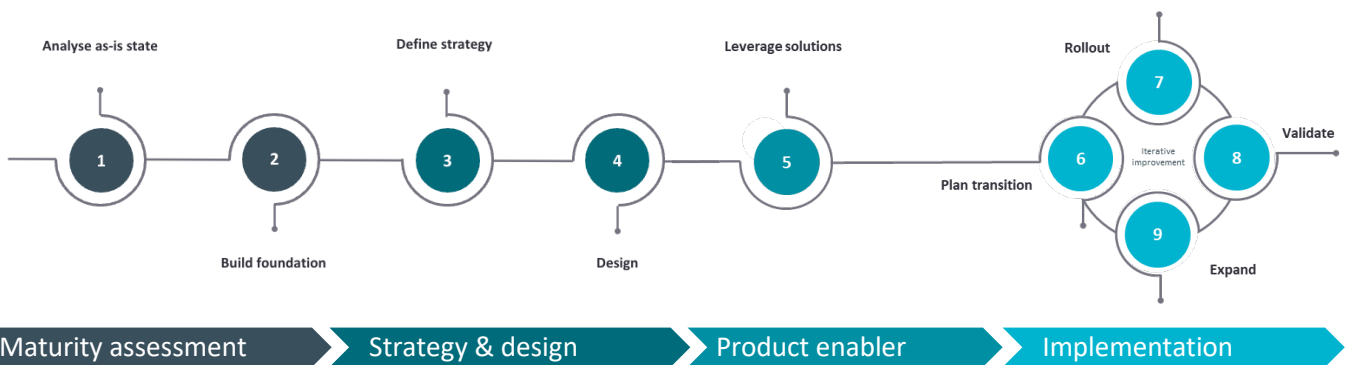 Analyse as-is state
Define strategy
Leverage solutions
Rollout
7
Validate
1
2
3
4
5
6
Iterative
improvement
8
Plan transition
9
Build foundation
Design
Expand
Maturity assessment
Strategy & design
Product enabler
Implementation